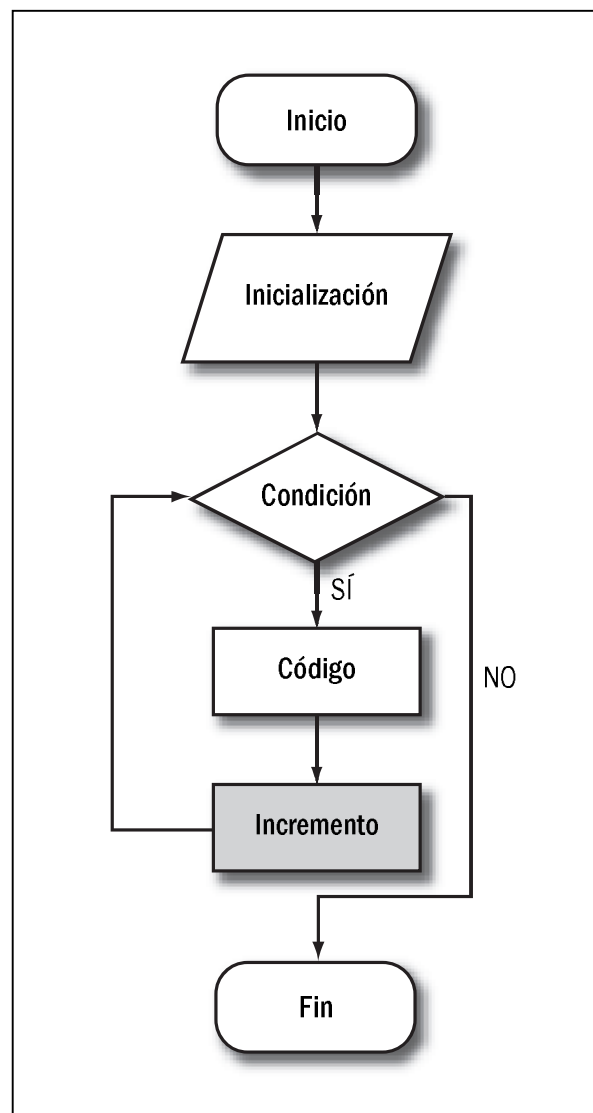 Inicio
Inicialización
Condición
SÍ
Código
NO
Incremento
Fin